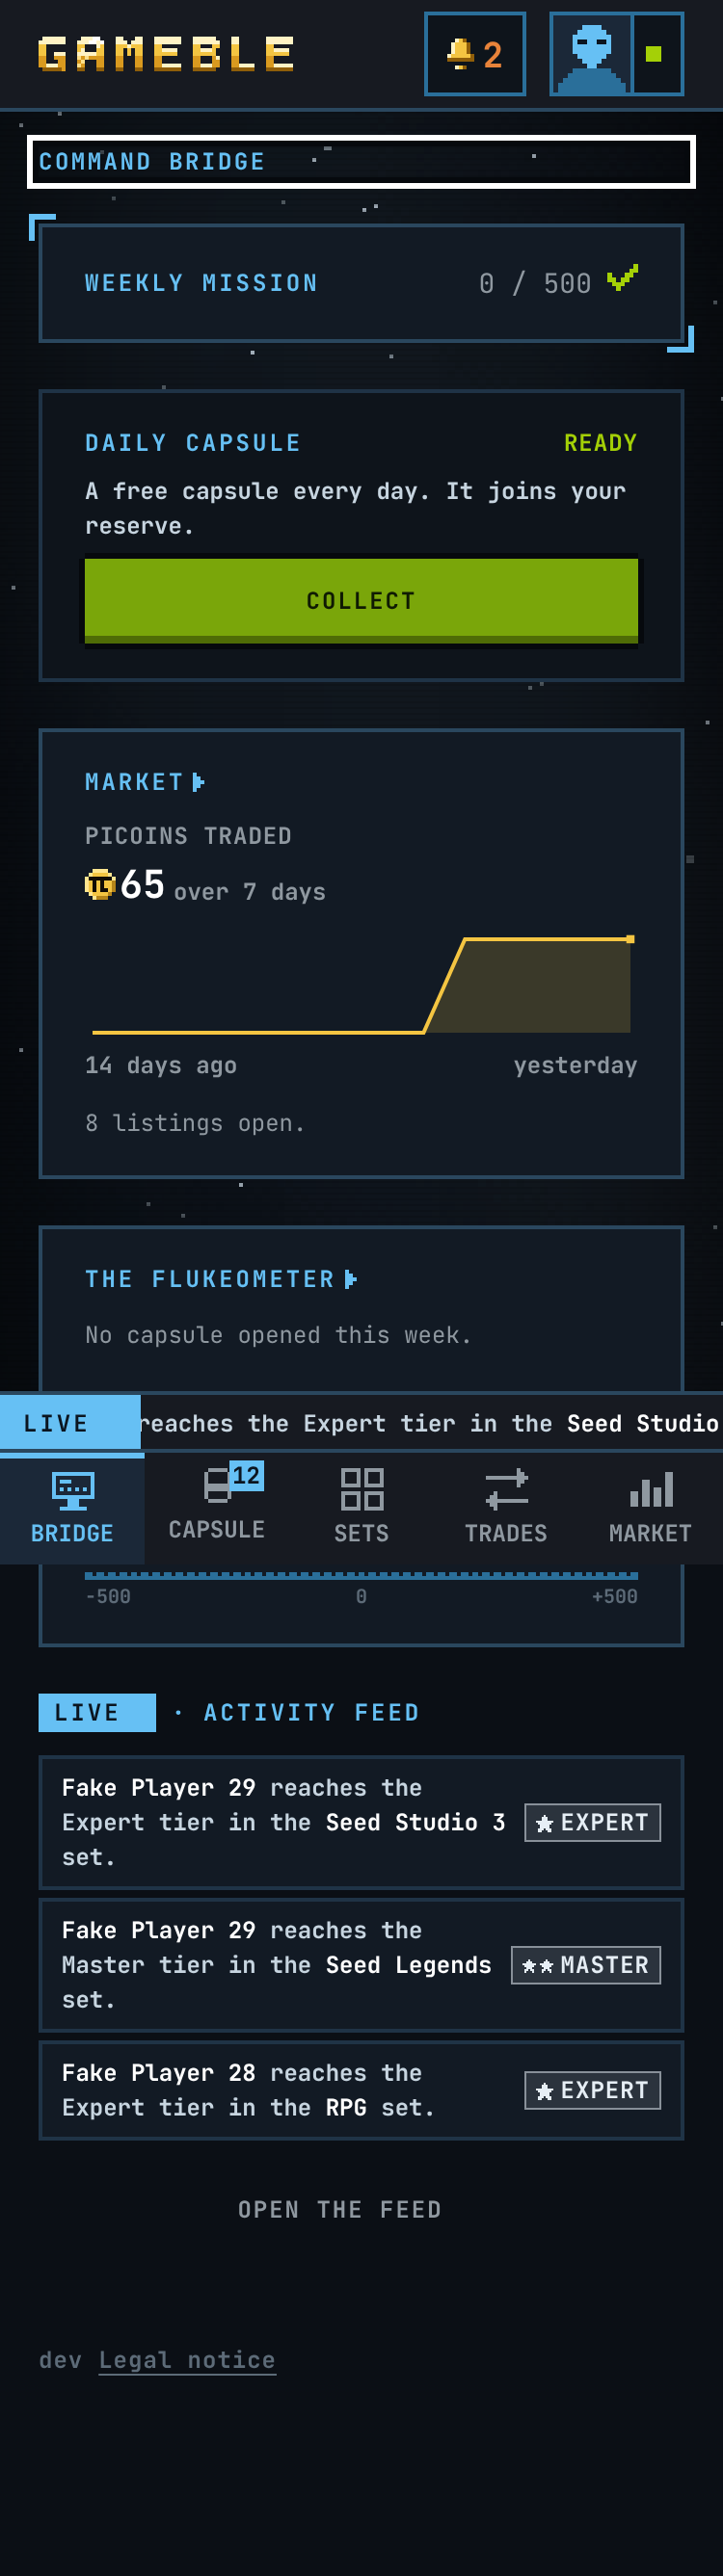 GAMEBLE
2
COMMAND BRIDGE
WEEKLY MISSION
0 / 500
DAILY CAPSULE
READY
A free capsule every day. It joins your
reserve.
COLLECT
MARKET
PICOINS TRADED
65 over 7 days
14 days ago
yesterday
8 listings open.
THE FLUKEOMETER
No capsule opened this week.
LIVE
reaches the Expert tier in the Seed Studio
BRIDGE
12
CAPSULE
SETS
TRADES
MARKET
-500
0
+500
LIVE · ACTIVITY FEED
Fake Player 29 reaches the
Expert tier in the Seed Studio 3
set.
EXPERT
Fake Player 29 reaches the
Master tier in the Seed Legends
set.
MASTER
Fake Player 28 reaches the
Expert tier in the RPG set.
EXPERT
OPEN THE FEED
dev Legal notice